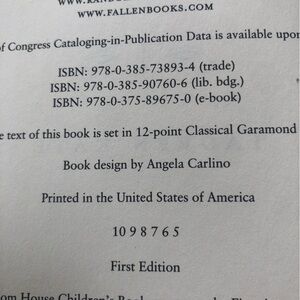 WWW.FALLENBOOKS.COM
of Congress Cataloging-in-Publication Data is available upon
ISBN: 978-0-385-73893-4 (trade)
ISBN: 978-0-385-90760-6 (lib. bdg.)
ISBN: 978-0-375-89675-0 (e-book)
e text of this book is set in 12-point Classical Garamond
Book design by Angela Carlino
Printed in the United States of America
10 9 8 7 6 5
First Edition
om House Children's